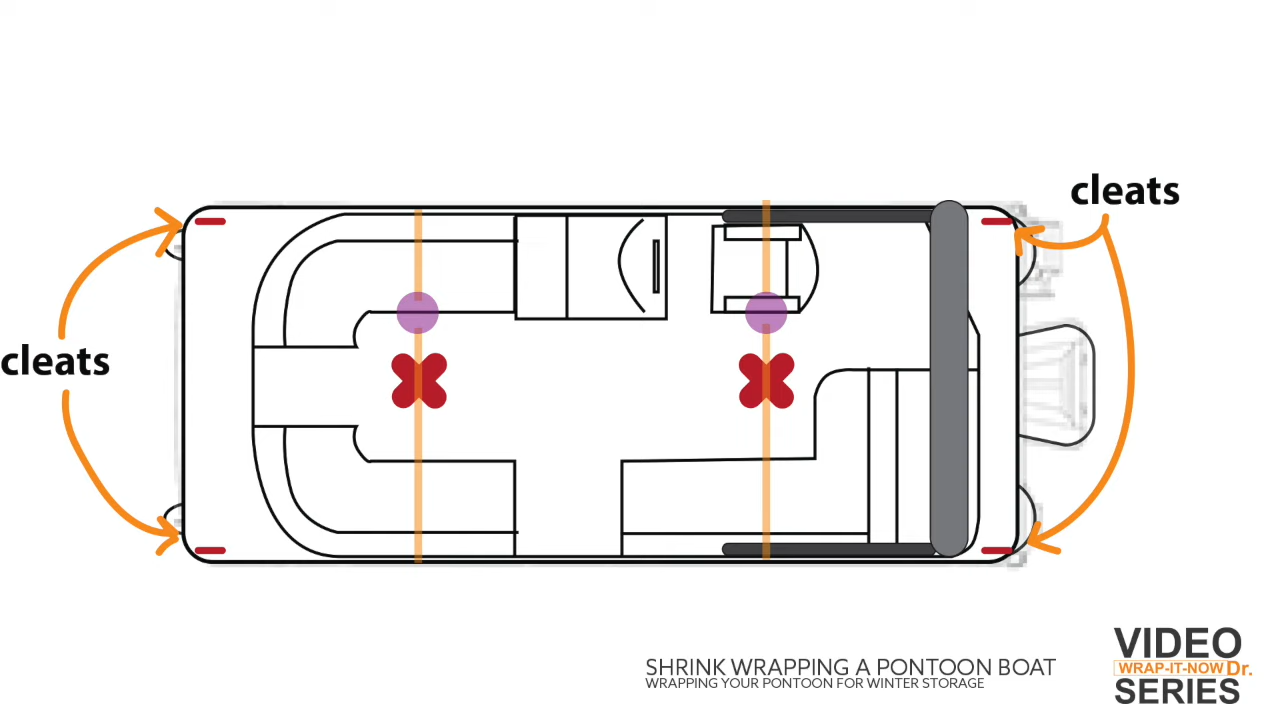 cleats
cleats
SHRINK WRAPPING A PONTOON BOAT
WRAPPING YOUR PONTOON FOR WINTER STORAGE
VIDEO
WRAP-IT-NOW Dr.
SERIES